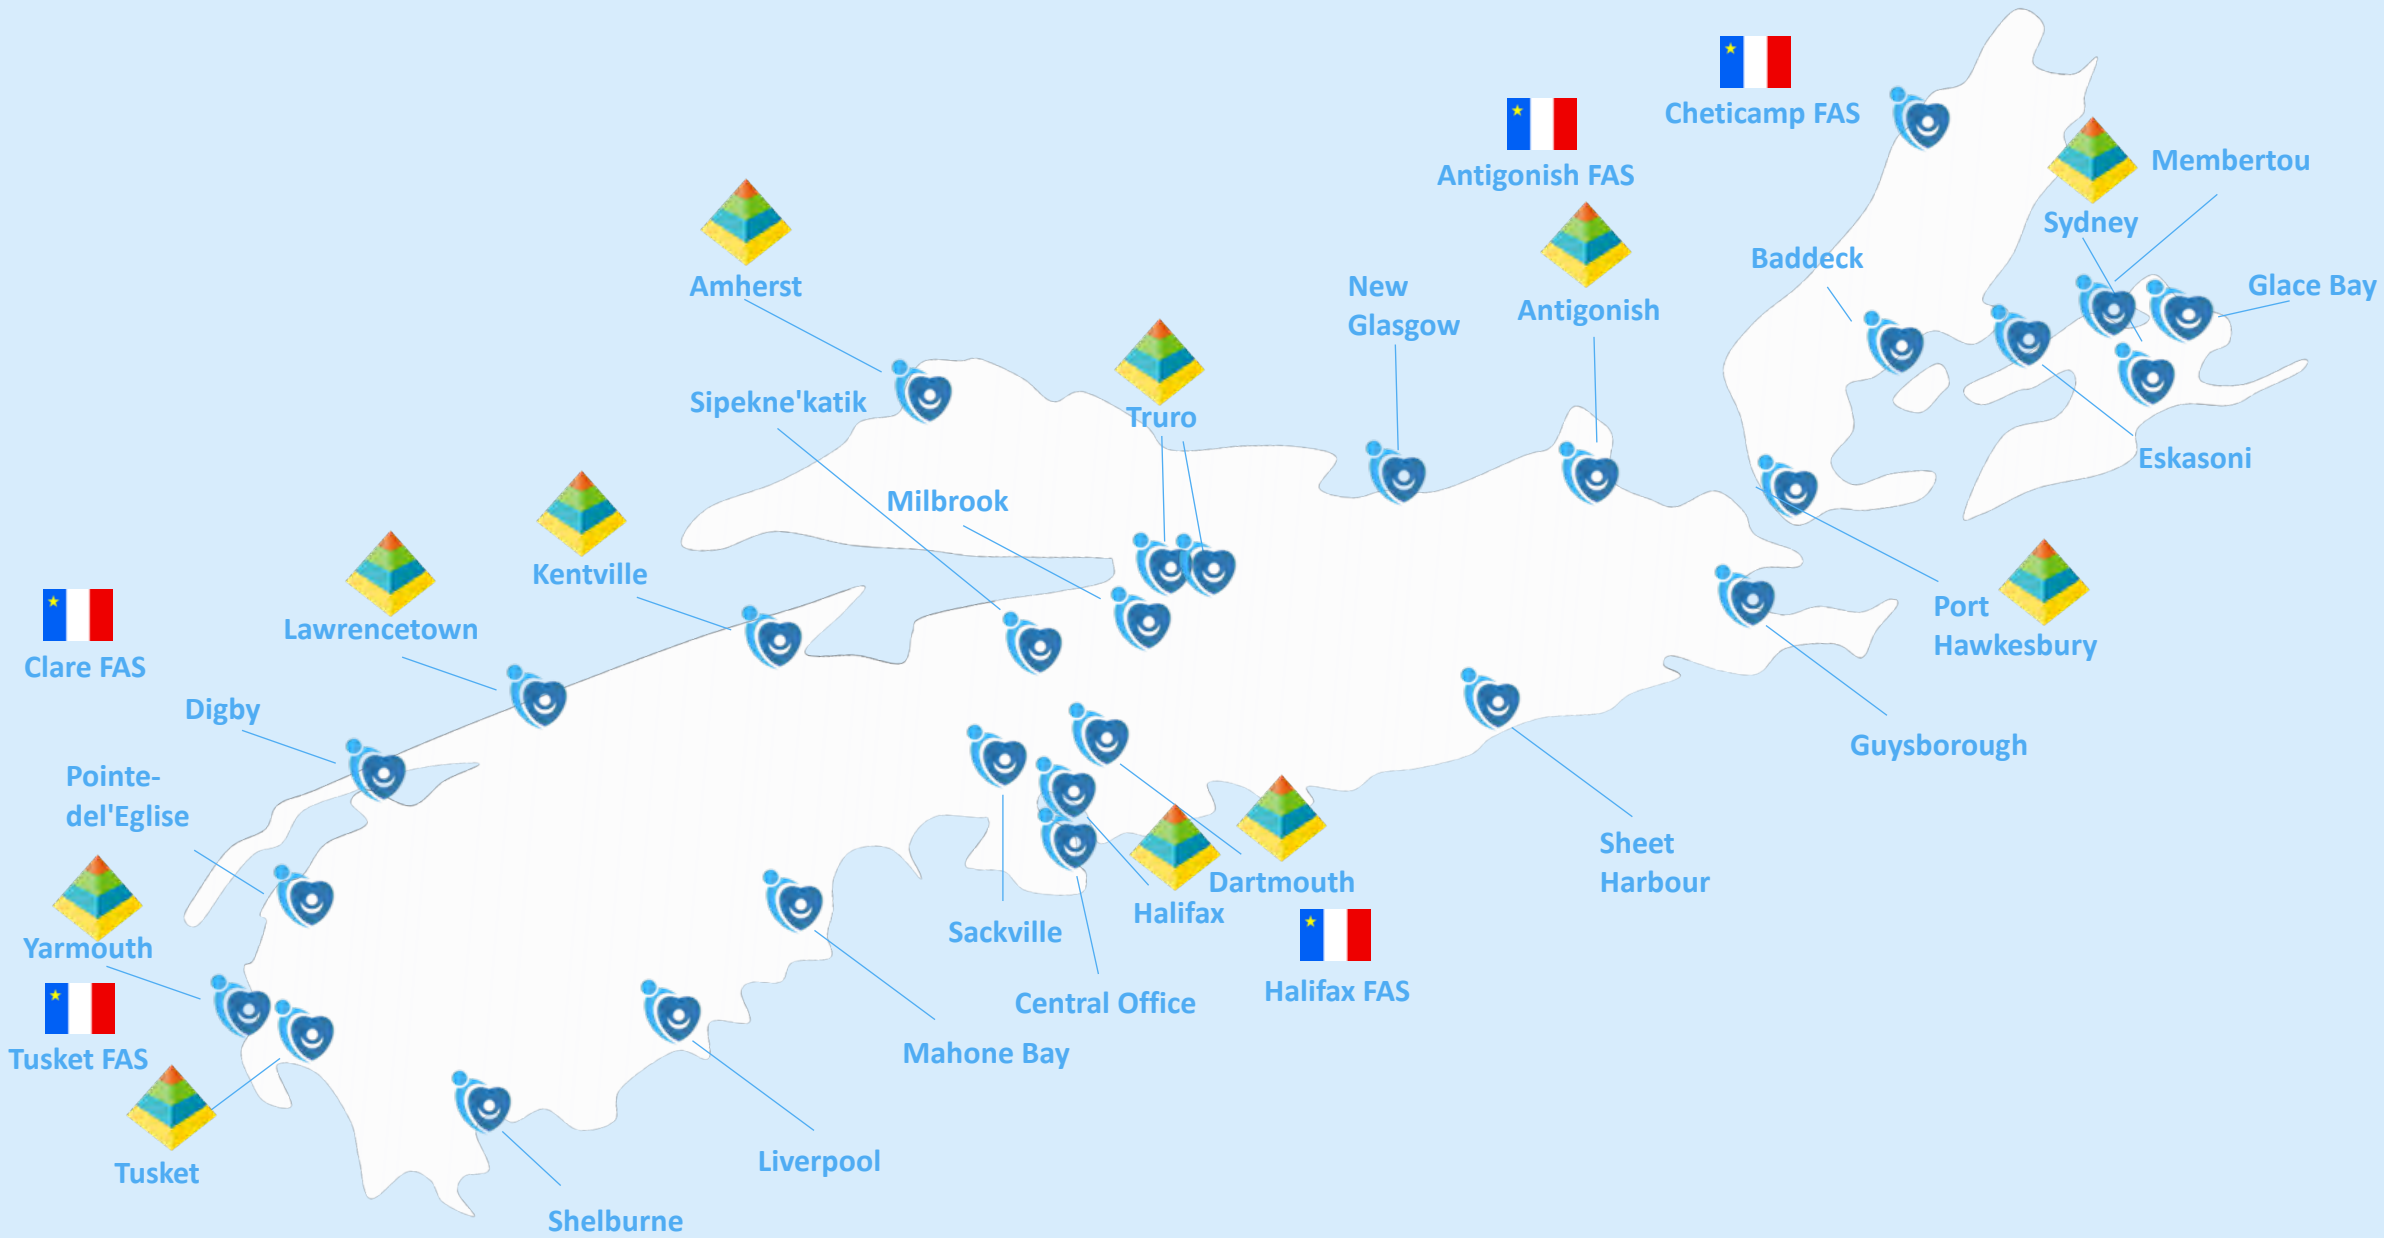 Cheticamp FAS
Antigonish FAS
Membertou
Sydney
Baddeck
Glace Bay
Amherst
New
Glasgow
Antigonish
Sipekne'katik
Truro
Eskasoni
Milbrook
Kentville
Port
Hawkesbury
Lawrencetown
Clare FAS
Digby
Guysborough
Pointe-
del'Eglise
Sheet
Harbour
Dartmouth
Halifax
Sackville
Yarmouth
Halifax FAS
Central Office
Mahone Bay
Tusket FAS
Liverpool
Tusket
Shelburne